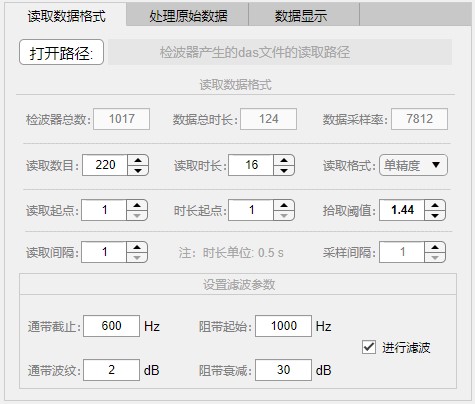 读取数据格式 处理原始数据 数据显示
打开路径: 检波器产生的das文件的读取路径
读取数据格式
检波器总数: 1017 数据总时长: 124 数据采样率: 7812
读取数目: 220 读取时长: 16 读取格式: 单精度
读取起点: 1 时长起点: 1 拾取阈值: 1.44
读取间隔: 1 注：时长单位: 0.5 s 采样间隔: 1
设置滤波参数
通带截止: 600 Hz 阻带起始: 1000 Hz
进行滤波
通带波纹: 2 dB 阻带衰减: 30 dB